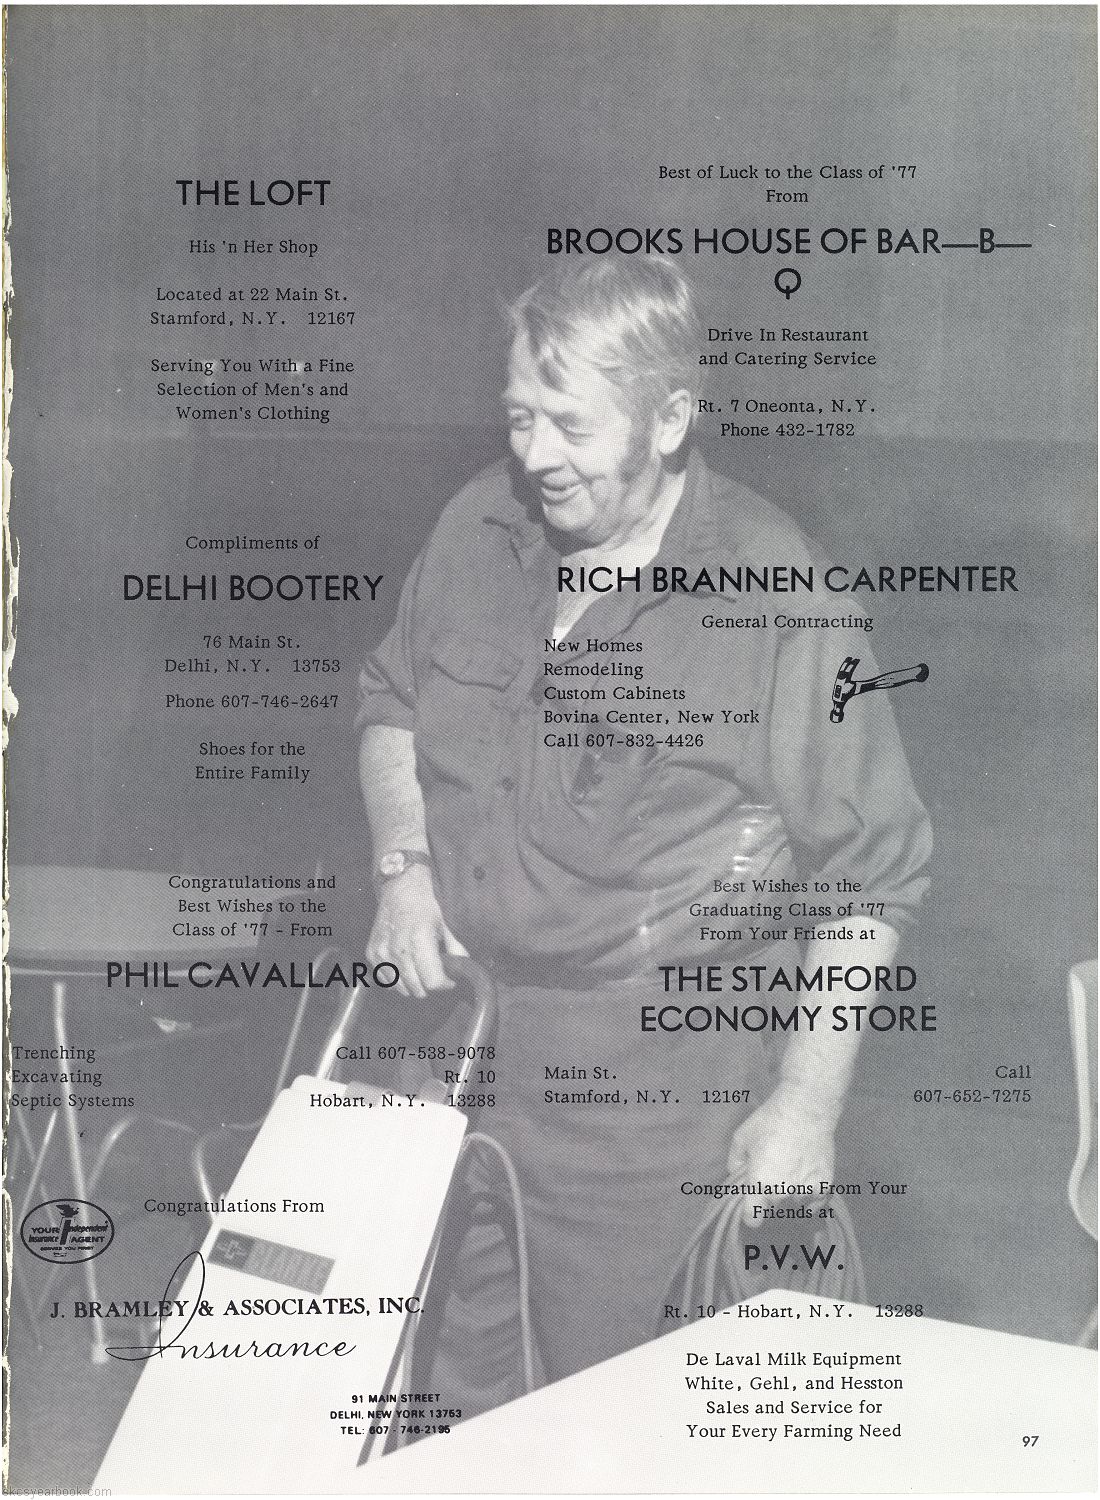 THE LOFT
His 'n Her Shop
Located at 22 Main St.
Stamford, N.Y. 12167
Serving You With a Fine
Selection of Men's and
Women's Clothing
Best of Luck to the Class of '77
From
BROOKS HOUSE OF BAR—B—
Q
Drive In Restaurant
and Catering Service
Rt. 7 Oneonta, N.Y.
Phone 432-1782
Compliments of
DELHI BOOTERY
76 Main St.
Delhi, N.Y. 13753
Phone 607-746-2647
Shoes for the
Entire Family
RICH BRANNEN CARPENTER
General Contracting
New Homes
Remodeling
Custom Cabinets
Bovina Center, New York
Call 607-832-4426
Congratulations and
Best Wishes to the
Class of '77 - From
PHIL CAVALLARO
Trenching
Excavating
Septic Systems
Call 607-538-9078
Rt. 10
Hobart, N.Y. 13288
Best Wishes to the
Graduating Class of '77
From Your Friends at
THE STAMFORD
ECONOMY STORE
Main St.
Stamford, N.Y. 12167
Call
607-652-7275
Congratulations From
YOUR Independent
Insurance AGENT
SERVES YOU FIRST
J. BRAMLEY & ASSOCIATES, INC.
Insurance
91 MAIN STREET
DELHI, NEW YORK 13753
TEL: 607 - 746-2195
Congratulations From Your
Friends at
P.V.W.
Rt. 10 - Hobart, N.Y. 13288
De Laval Milk Equipment
White, Gehl, and Hesston
Sales and Service for
Your Every Farming Need
97
skcsyearbook.com